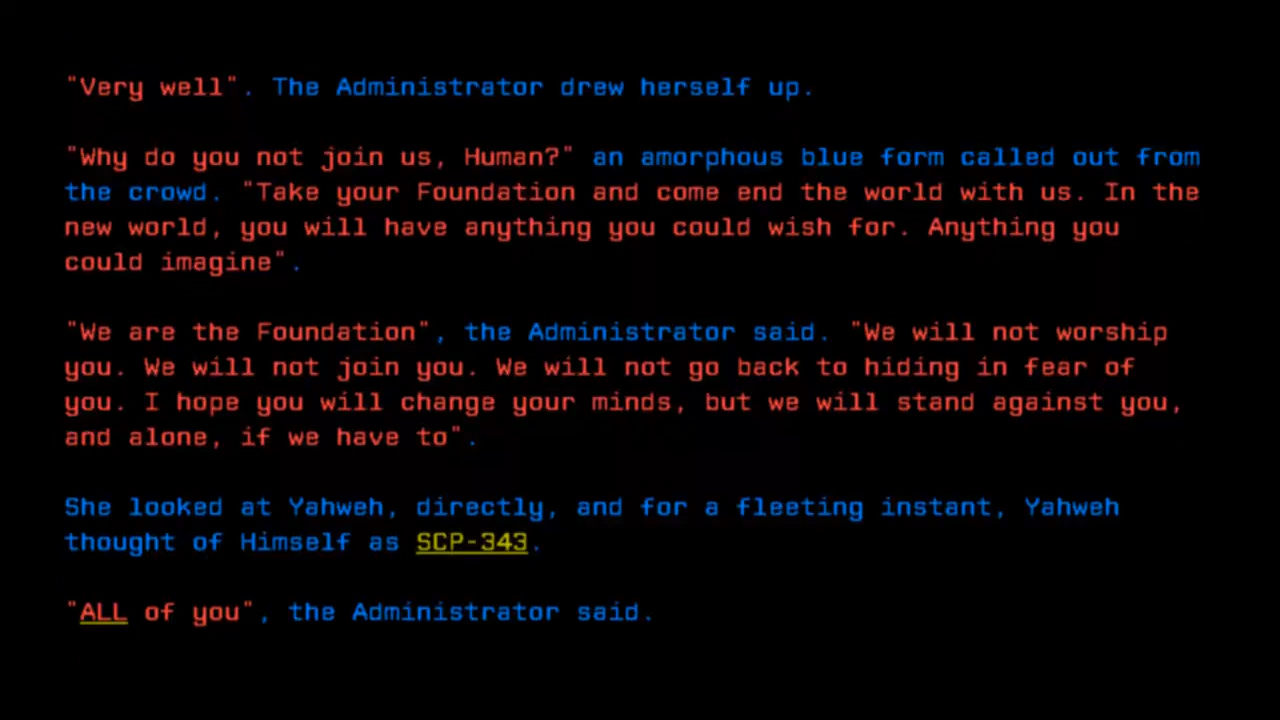 "Very well". The Administrator drew herself up.
"Why do you not join us, Human?" an amorphous blue form called out from
the crowd. "Take your Foundation and come end the world with us. In the
new world, you will have anything you could wish for. Anything you
could imagine".
"We are the Foundation", the Administrator said. "We will not worship
you. We will not join you. We will not go back to hiding in fear of
you. I hope you will change your minds, but we will stand against you,
and alone, if we have to".
She looked at Yahweh, directly, and for a fleeting instant, Yahweh
thought of Himself as SCP-343.
"ALL of you", the Administrator said.